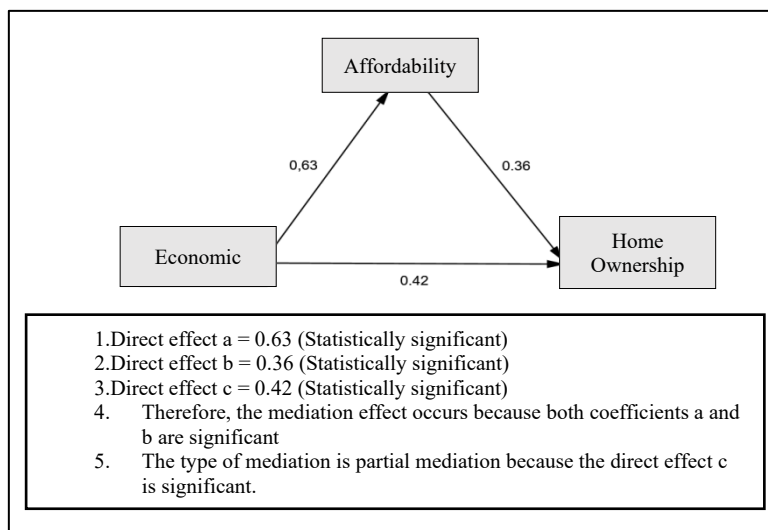 Affordability
0,63
0.36
Economic
Home
Ownership
0.42
1.Direct effect a = 0.63 (Statistically significant)
2.Direct effect b = 0.36 (Statistically significant)
3.Direct effect c = 0.42 (Statistically significant)
4. Therefore, the mediation effect occurs because both coefficients a and
b are significant
5. The type of mediation is partial mediation because the direct effect c
is significant.